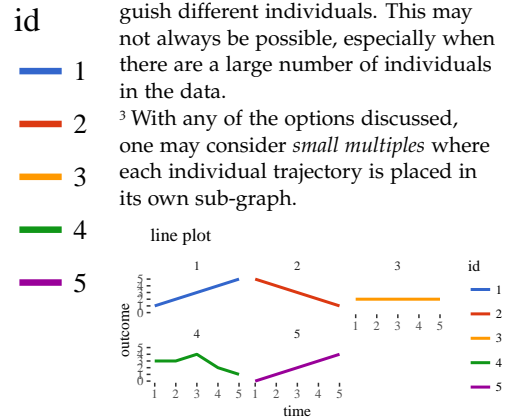 id
1
2
3
4
5
guish different individuals. This may
not always be possible, especially when
there are a large number of individuals
in the data.
³ With any of the options discussed,
one may consider small multiples where
each individual trajectory is placed in
its own sub-graph.
line plot
1 2 3
5
4
3
2
1
0
1 2 3 4 5
4 5
5
4
3
2
1
0
1 2 3 4 5 1 2 3 4 5
outcome
time
id
1
2
3
4
5